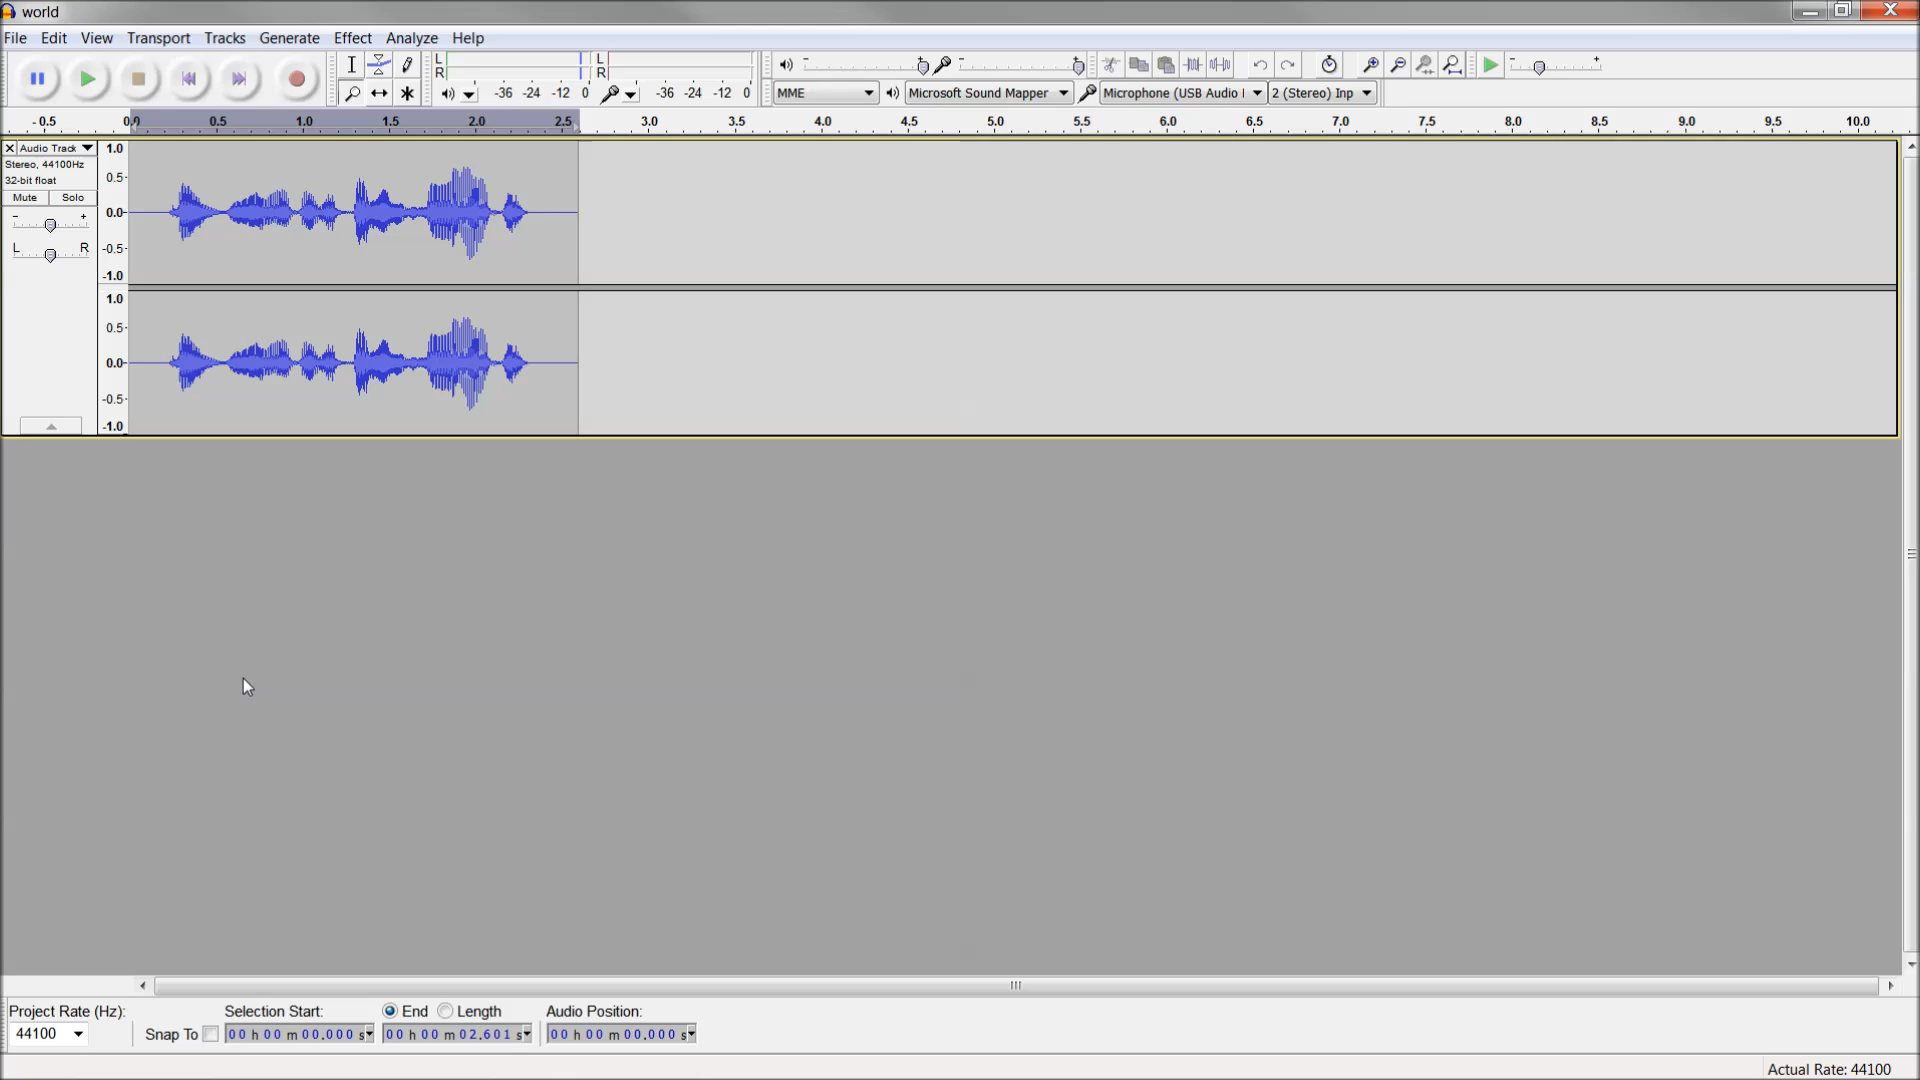 world
File Edit View Transport Tracks Generate Effect Analyze Help
L
R
L
R
-36 -24 -12 0
-36 -24 -12 0
MME
Microsoft Sound Mapper
Microphone (USB Audio
2 (Stereo) Inp
- 0.5 0.0 0.5 1.0 1.5 2.0 2.5 3.0 3.5 4.0 4.5 5.0 5.5 6.0 6.5 7.0 7.5 8.0 8.5 9.0 9.5 10.0
Audio Track
Stereo, 44100Hz
32-bit float
Mute Solo
- +
L R
1.0
0.5-
0.0-
-0.5-
-1.0
1.0
0.5-
0.0-
-0.5-
-1.0
Project Rate (Hz): Selection Start: End Length Audio Position:
44100 Snap To 00 h 00 m 00.000 s 00 h 00 m 02.601 s 00 h 00 m 00.000 s
Actual Rate: 44100